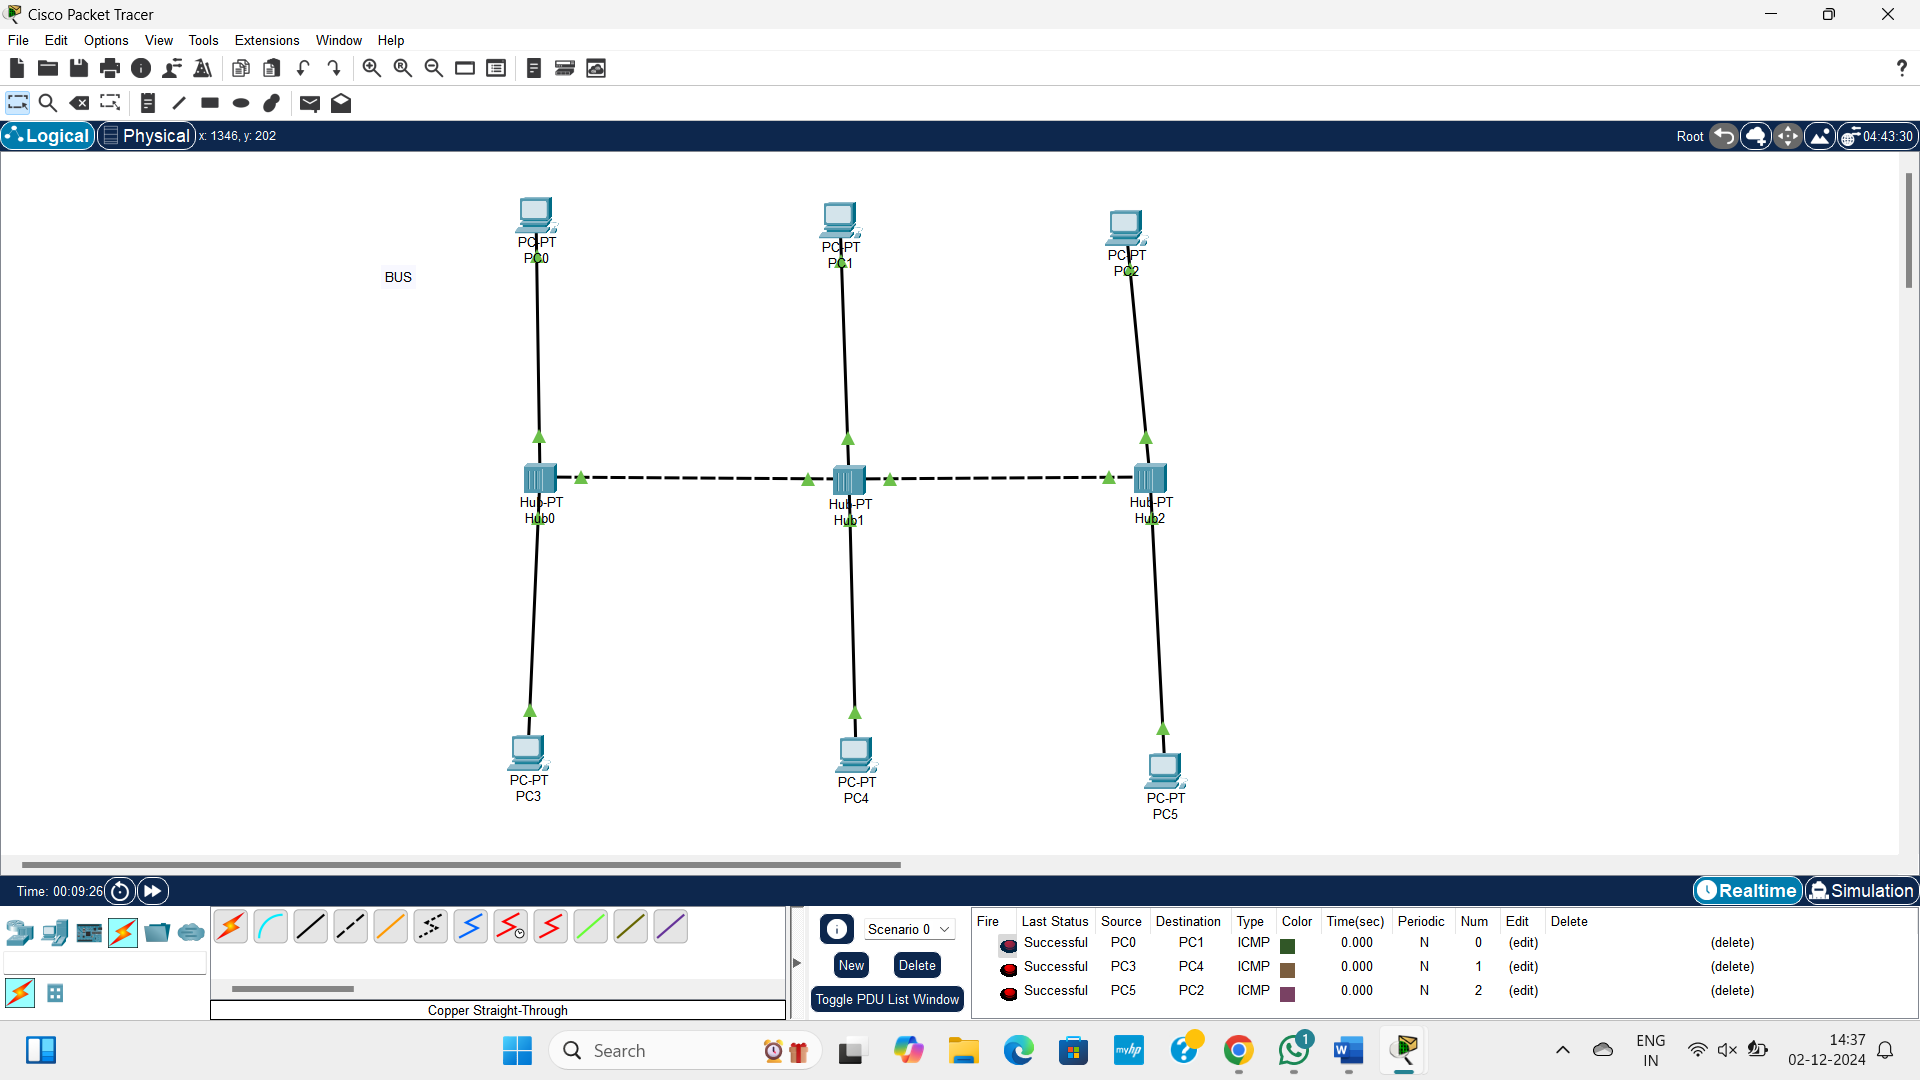 Cisco Packet Tracer
File Edit Options View Tools Extensions Window Help
?
Logical Physical x: 1346, y: 202 Root 04:43:30
PC-PT
PC0
PC-PT
PC1
PC-PT
PC2
BUS
Hub-PT
Hub0
Hub-PT
Hub1
Hub-PT
Hub2
PC-PT
PC3
PC-PT
PC4
PC-PT
PC5
Time: 00:09:26 Realtime Simulation
Scenario 0
New Delete
Toggle PDU List Window
Copper Straight-Through
Fire Last Status Source Destination Type Color Time(sec) Periodic Num Edit Delete
Successful PC0 PC1 ICMP 0.000 N 0 (edit) (delete)
Successful PC3 PC4 ICMP 0.000 N 1 (edit) (delete)
Successful PC5 PC2 ICMP 0.000 N 2 (edit) (delete)
Search
myhp
?
1
W
ENG
IN
14:37
02-12-2024